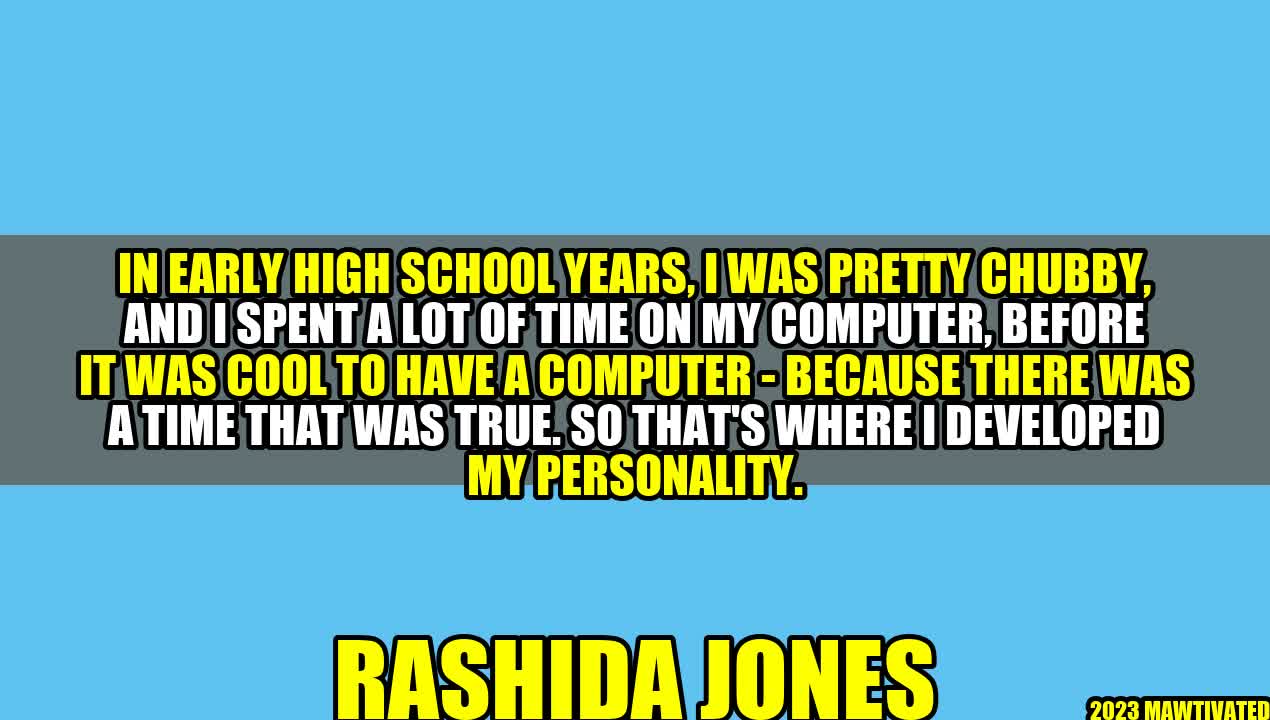 IN EARLY HIGH SCHOOL YEARS, I WAS PRETTY CHUBBY,
AND I SPENT A LOT OF TIME ON MY COMPUTER, BEFORE
IT WAS COOL TO HAVE A COMPUTER - BECAUSE THERE WAS
A TIME THAT WAS TRUE. SO THAT'S WHERE I DEVELOPED
MY PERSONALITY.
RASHIDA JONES
2023 MAWTIVATED